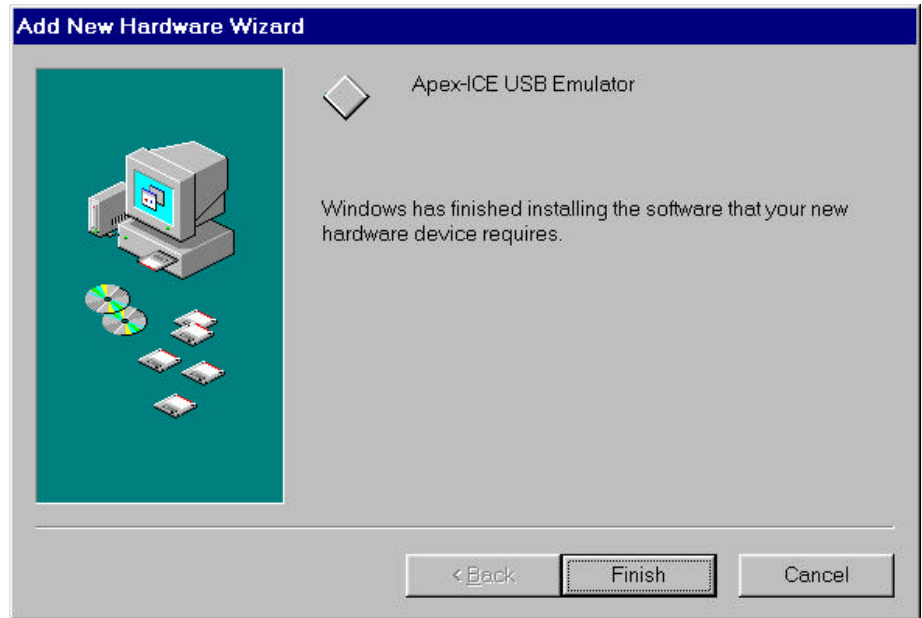 Add New Hardware Wizard
Apex-ICE USB Emulator
Windows has finished installing the software that your new
hardware device requires.
< Back
Finish
Cancel